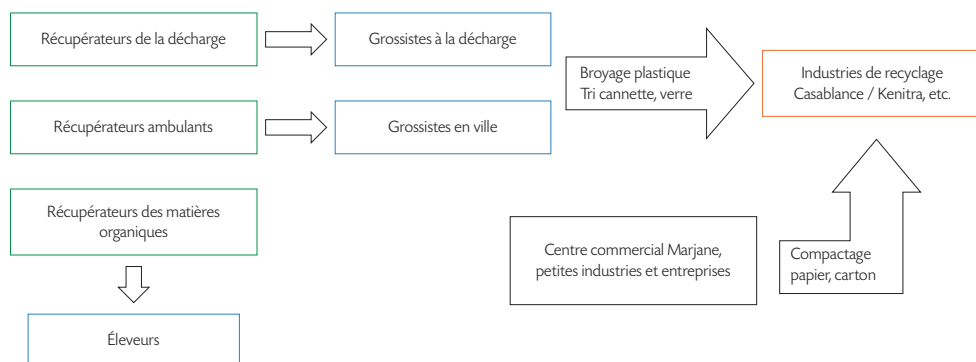 Récupérateurs de la décharge
Grossistes à la décharge
Broyage plastique
Tri cannette, verre
Industries de recyclage
Casablance / Kenitra, etc.
Récupérateurs ambulants
Grossistes en ville
Récupérateurs des matières
organiques
Centre commercial Marjane,
petites industries et entreprises
Compactage
papier, carton
Éleveurs